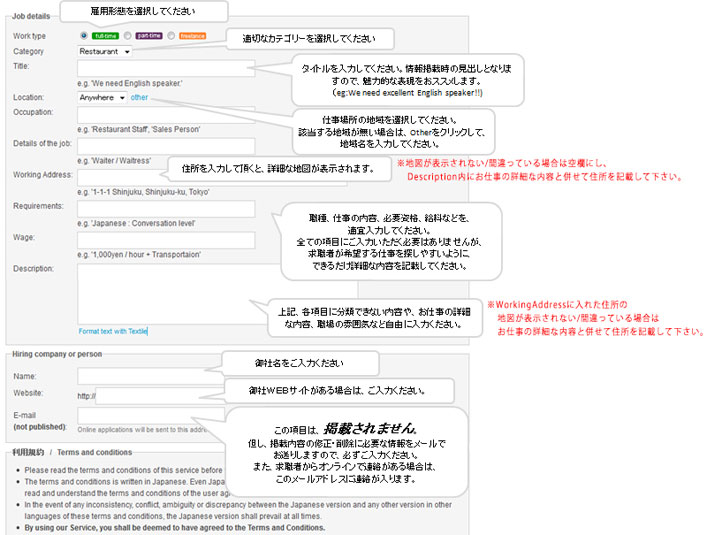 Job details
雇用形態を選択してください
Work type
full-time
part-time
freelance
適切なカテゴリーを選択してください
Category
Restaurant
Title:
タイトルを入力してください。情報掲載時の見出しとなりま
すので、魅力的な表現をおススメします。
(eg:We need excellent English speaker!!)
e.g. 'We need English speaker.'
Location:
Anywhere
other
仕事場所の地域を選択してください。
該当する地域が無い場合は、Otherをクリックして、
地域名を入力してください。
Occupation:
e.g. 'Restaurant Staff', 'Sales Person'
Details of the job:
e.g. 'Waiter / Waitress'
住所を入力して頂くと、詳細な地図が表示されます。
※地図が表示されない/間違っている場合は空欄にし、
Description内にお仕事の詳細な内容と併せて住所を記載して下さい。
Working Address:
e.g. '1-1-1 Shinjuku, Shinjuku-ku, Tokyo'
Requirements:
e.g. 'Japanese : Conversation level'
職種、仕事の内容、必要資格、給料などを、
適宜入力してください。
全ての項目にご入力いただく必要はありませんが、
求職者が希望する仕事を探しやすいように、
できるだけ詳細な内容を記載してください。
Wage:
e.g. '1,000yen / hour + Transportaion'
Description:
上記、各項目に分類できない内容や、お仕事の詳細
な内容、職場の雰囲気など自由に入力ください。
※WorkingAddressに入れた住所の
地図が表示されない/間違っている場合は
お仕事の詳細な内容と併せて住所を記載して下さい。
Format text with Textile
Hiring company or person
御社名をご入力ください
Name:
Website:
http://
御社WEBサイトがある場合は、ご入力ください。
E-mail
(not published):
Online applications will be sent to this addre
この項目は、掲載されません。
但し、掲載内容の修正・削除に必要な情報をメールで
お送りしますので、必ずご入力ください。
また、求職者からオンラインで連絡がある場合は、
このメールアドレスに連絡が入ります。
利用規約 / Terms and conditions
Please read the terms and conditions of this service before
The terms and conditions is written in Japanese. Even Japa
read and understand the terms and conditions of the user ag
In the event of any inconsistency, conflict, ambiguity or discrepancy between the Japanese version and any other version in other
languages of these terms and conditions, the Japanese version shall prevail at all times.
By using our Service, you shall be deemed to have agreed to the Terms and Conditions.